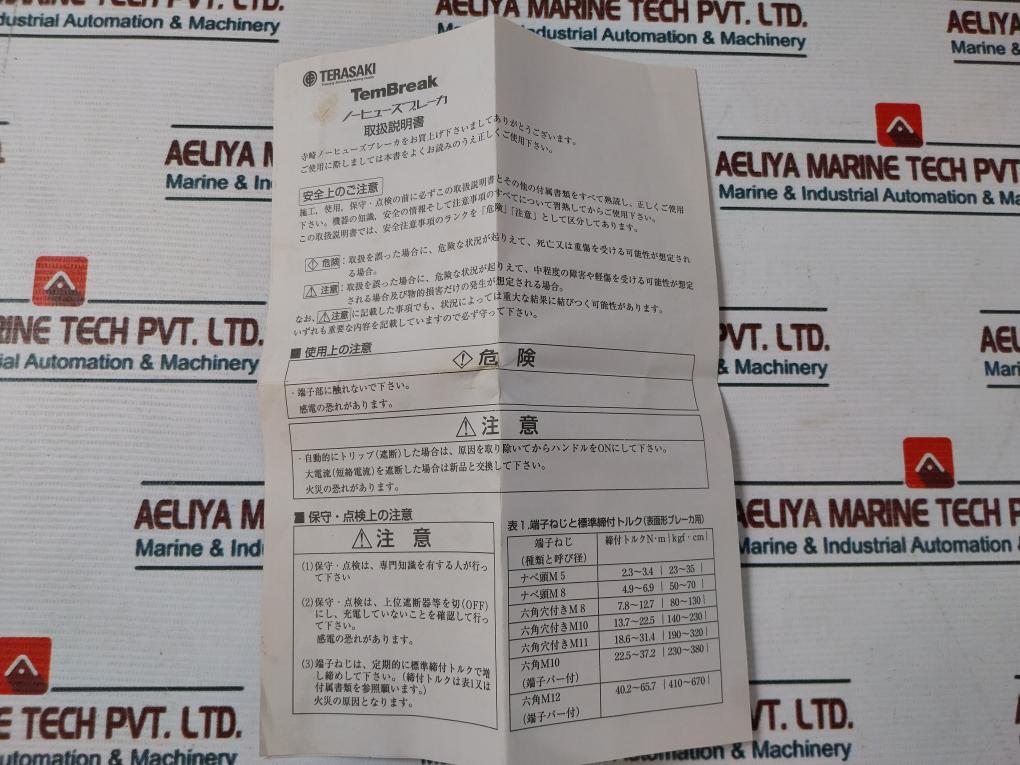 TERASAKI
TemBreak
ノーヒューズブレーカ
取扱説明書
寺崎ノーヒューズブレーカをお買上げ下さいましてありがとうございます。
ご使用に際しましては本書をよくお読みのうえ正しくご使用下さい。
安全上のご注意
施工，使用，保守・点検の前に必ずこの取扱説明書とその他の付属書類をすべて熟読し、正しくご使用
下さい。機器の知識，安全の情報そして注意事項のすべてについて習熟してからご使用下さい。
この取扱説明書では、安全注意事項のランクを「危険」「注意」として区分してあります。
危険：取扱を誤った場合に、危険な状況が起りえて、死亡又は重傷を受ける可能性が想定され
る場合。
注意：取扱を誤った場合に、危険な状況が起りえて、中程度の障害や軽傷を受ける可能性が想定
される場合及び物的損害だけの発生が想定される場合。
なお、注意に記載した事項でも、状況によっては重大な結果に結びつく可能性があります。
いずれも重要な内容を記載していますので必ず守って下さい。
■ 使用上の注意
危 険
・端子部に触れないで下さい。
感電の恐れがあります。
注 意
・自動的にトリップ(遮断)した場合は、原因を取り除いてからハンドルをONにして下さい。
大電流(短絡電流)を遮断した場合は新品と交換して下さい。
火災の恐れがあります。
■ 保守・点検上の注意
注 意
(1)保守・点検は、専門知識を有する人が行っ
て下さい
(2)保守・点検は、上位遮断器等を切(OFF)
にし、充電していないことを確認して行っ
て下さい。
感電の恐れがあります。
(3)端子ねじは、定期的に標準締付トルクで増
し締めして下さい。(締付トルクは表1又は
付属書類を参照願います。)
火災の原因となります。
表1.端子ねじと標準締付トルク(表面形ブレーカ用)
端子ねじ
(種類と呼び径)
締付トルクN・m|kgf・cm|
ナベ頭M5 2.3～3.4 | 23～35 |
ナベ頭M8 4.9～6.9 | 50～70 |
六角穴付きM8 7.8～12.7 | 80～130|
六角穴付きM10 13.7～22.5 |140～230|
六角穴付きM11 18.6～31.4 |190～320|
六角M10 22.5～37.2 |230～380|
(端子バー付)
六角M12 40.2～65.7 |410～670|
(端子バー付)
AELIYA MARINE TECH PVT. LTD.
Marine & Industrial Automation & Machinery
AELIYA MARINE TECH PVT
Marine & Industrial Automation & Machinery
RINE TECH PVT. LTD.
ial Automation & Machinery
AELIYA MARINE TECH PVT. LTD.
Marine & Industrial Automation & Machinery
NE TECH PVT. LTD.
utomation & Machinery